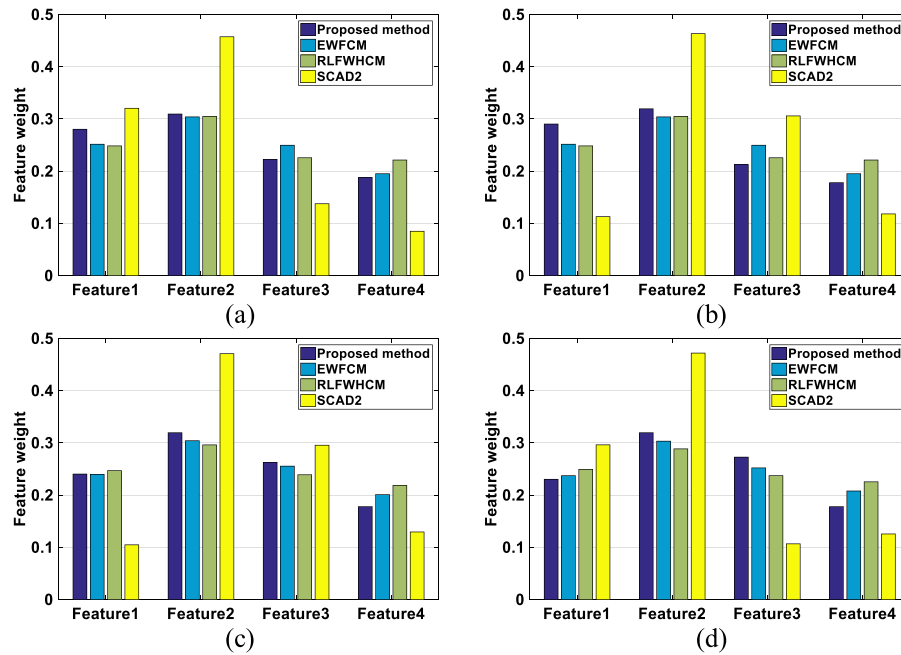 0.5
0.4
0.3
0.2
0.1
0
Feature weight
Proposed method
EWFCM
RLFWHCM
SCAD2
Feature1 Feature2 Feature3 Feature4
(a)
0.5
0.4
0.3
0.2
0.1
0
Feature weight
Proposed method
EWFCM
RLFWHCM
SCAD2
Feature1 Feature2 Feature3 Feature4
(b)
0.5
0.4
0.3
0.2
0.1
0
Feature weight
Proposed method
EWFCM
RLFWHCM
SCAD2
Feature1 Feature2 Feature3 Feature4
(c)
0.5
0.4
0.3
0.2
0.1
0
Feature weight
Proposed method
EWFCM
RLFWHCM
SCAD2
Feature1 Feature2 Feature3 Feature4
(d)